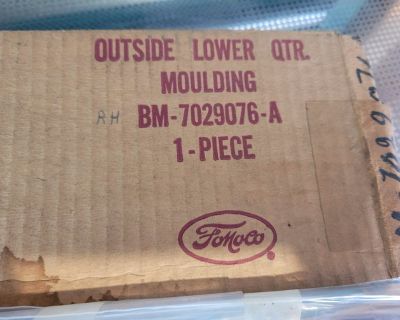 OUTSIDE LOWER QTR.
MOULDING
RH BM-7029076-A
1-PIECE
FoMoCo